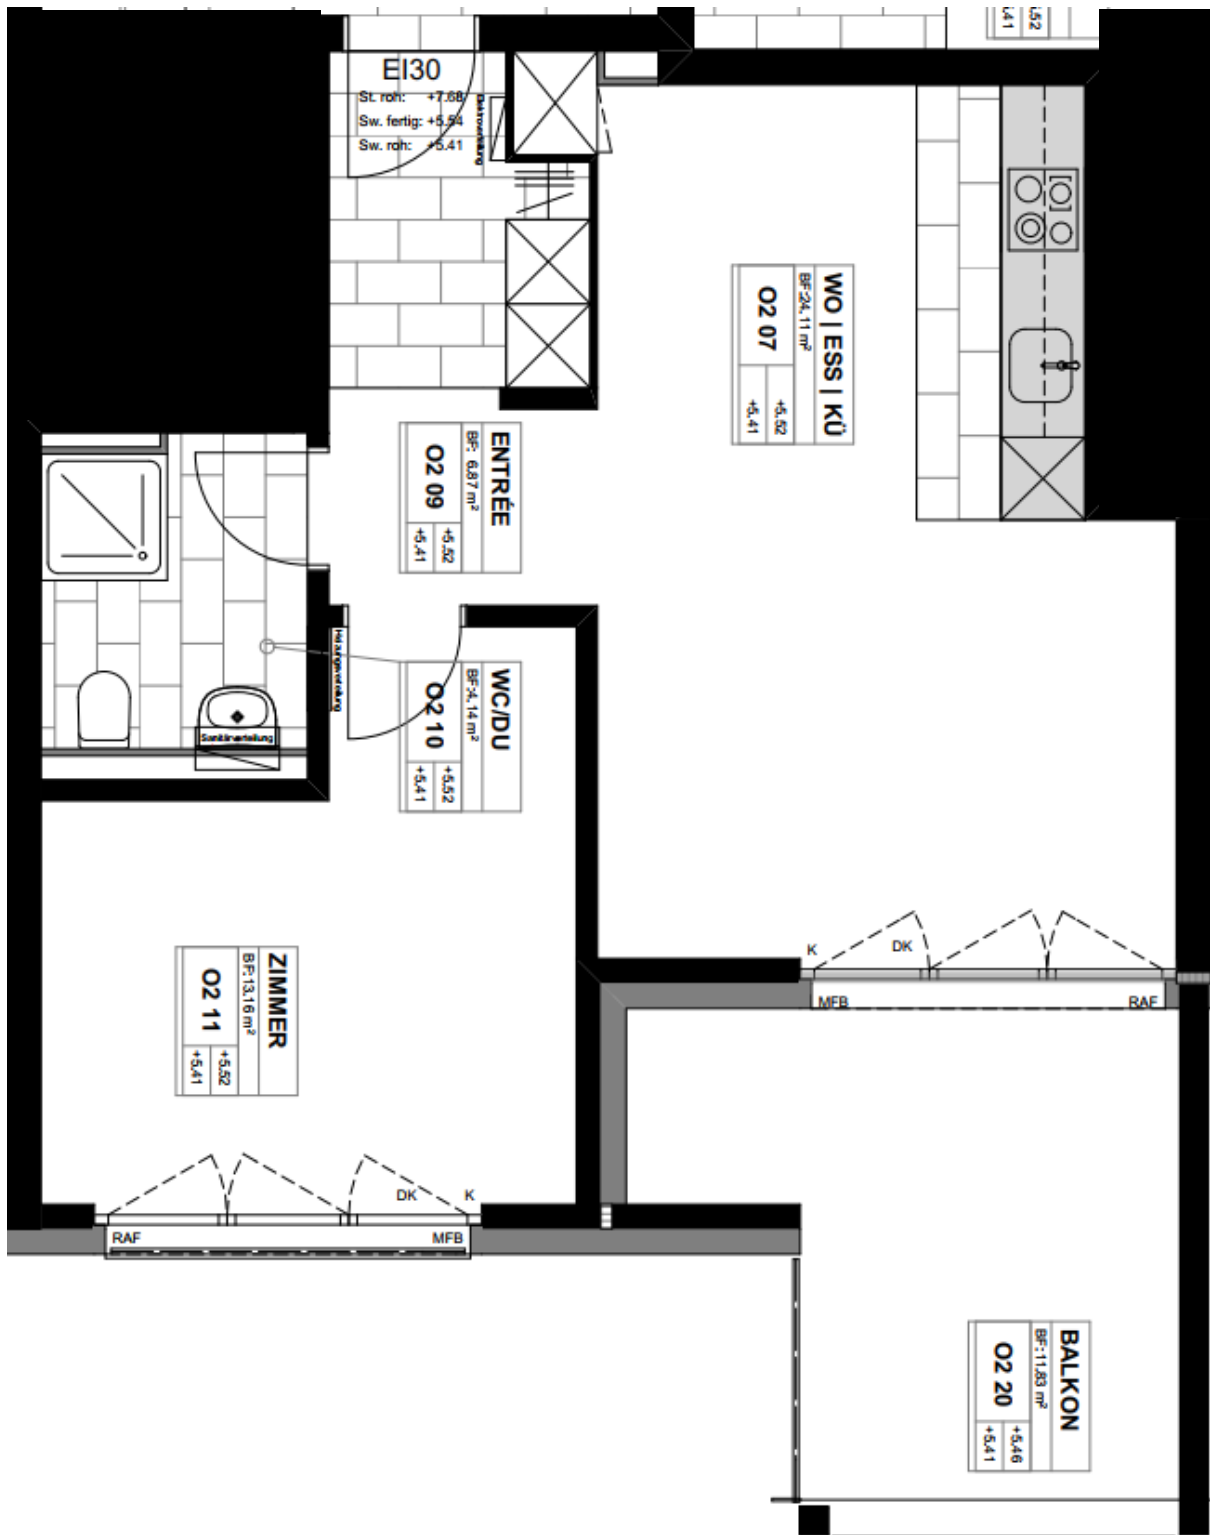 .52
.41
EI30
St. roh: +7.68
Sw. fertig: +5.54
Sw. roh: +5.41
Elektroverteilung
WO | ESS | KÜ
BF:24,11 m²
O2 07
+5.52
+5.41
ENTRÉE
BF: 6.87 m²
O2 09
+5.52
+5.41
Heizungsverteilung
WC/DU
BF:4,14 m²
O2 10
+5.52
+5.41
Sanitärverteilung
K
DK
MFB
RAF
ZIMMER
BF:13,16 m²
O2 11
+5.52
+5.41
DK
K
RAF
MFB
BALKON
BF:11,83 m²
O2 20
+5.46
+5.41